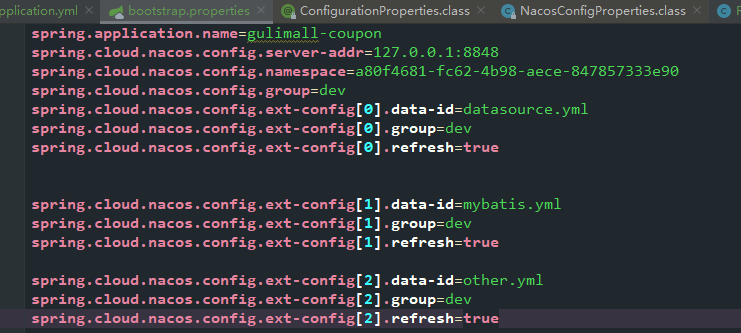 pplication.yml × bootstrap.properties × ConfigurationProperties.class × NacosConfigProperties.class ×
spring.application.name=gulimall-coupon
spring.cloud.nacos.config.server-addr=127.0.0.1:8848
spring.cloud.nacos.config.namespace=a80f4681-fc62-4b98-aece-847857333e90
spring.cloud.nacos.config.group=dev
spring.cloud.nacos.config.ext-config[0].data-id=datasource.yml
spring.cloud.nacos.config.ext-config[0].group=dev
spring.cloud.nacos.config.ext-config[0].refresh=true
spring.cloud.nacos.config.ext-config[1].data-id=mybatis.yml
spring.cloud.nacos.config.ext-config[1].group=dev
spring.cloud.nacos.config.ext-config[1].refresh=true
spring.cloud.nacos.config.ext-config[2].data-id=other.yml
spring.cloud.nacos.config.ext-config[2].group=dev
spring.cloud.nacos.config.ext-config[2].refresh=true